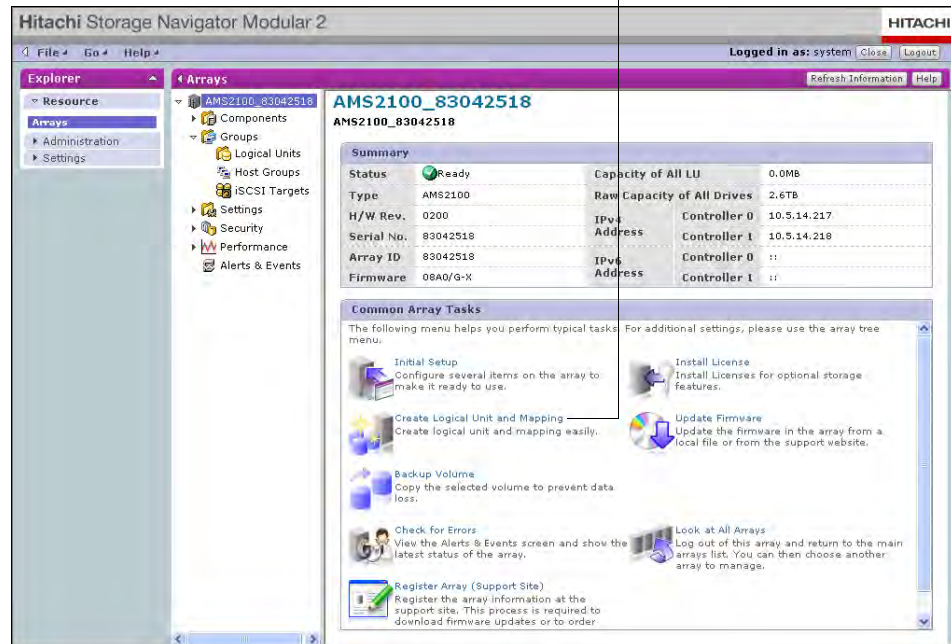 Hitachi Storage Navigator Modular 2
HITACHI
File Go Help
Logged in as: system Close Logout
Explorer
Resource
Arrays
Administration
Settings
Arrays
Refresh Information Help
AMS2100_83042518
Components
Groups
Logical Units
Host Groups
iSCSI Targets
Settings
Security
Performance
Alerts & Events
AMS2100_83042518
AMS2100_83042518
Summary
Status Ready Capacity of All LU 0.0MB
Type AMS2100 Raw Capacity of All Drives 2.6TB
H/W Rev. 0200 IPv4 Address Controller 0 10.5.14.217
Serial No. 83042518 Controller 1 10.5.14.218
Array ID 83042518 IPv6 Address Controller 0 ::
Firmware 08A0/G-X Controller 1 ::
Common Array Tasks
The following menu helps you perform typical tasks. For additional settings, please use the array tree
menu.
Initial Setup
Configure several items on the array to
make it ready to use.
Install License
Install Licenses for optional storage
features.
Create Logical Unit and Mapping
Create logical unit and mapping easily.
Update Firmware
Update the firmware in the array from a
local file or from the support website.
Backup Volume
Copy the selected volume to prevent data
loss.
Check for Errors
View the Alerts & Events screen and show the
latest status of the array.
Look at All Arrays
Log out of this array and return to the main
arrays list. You can then choose another
array to manage.
Register Array (Support Site)
Register the array information at the
support site. This process is required to
download firmware updates or to order